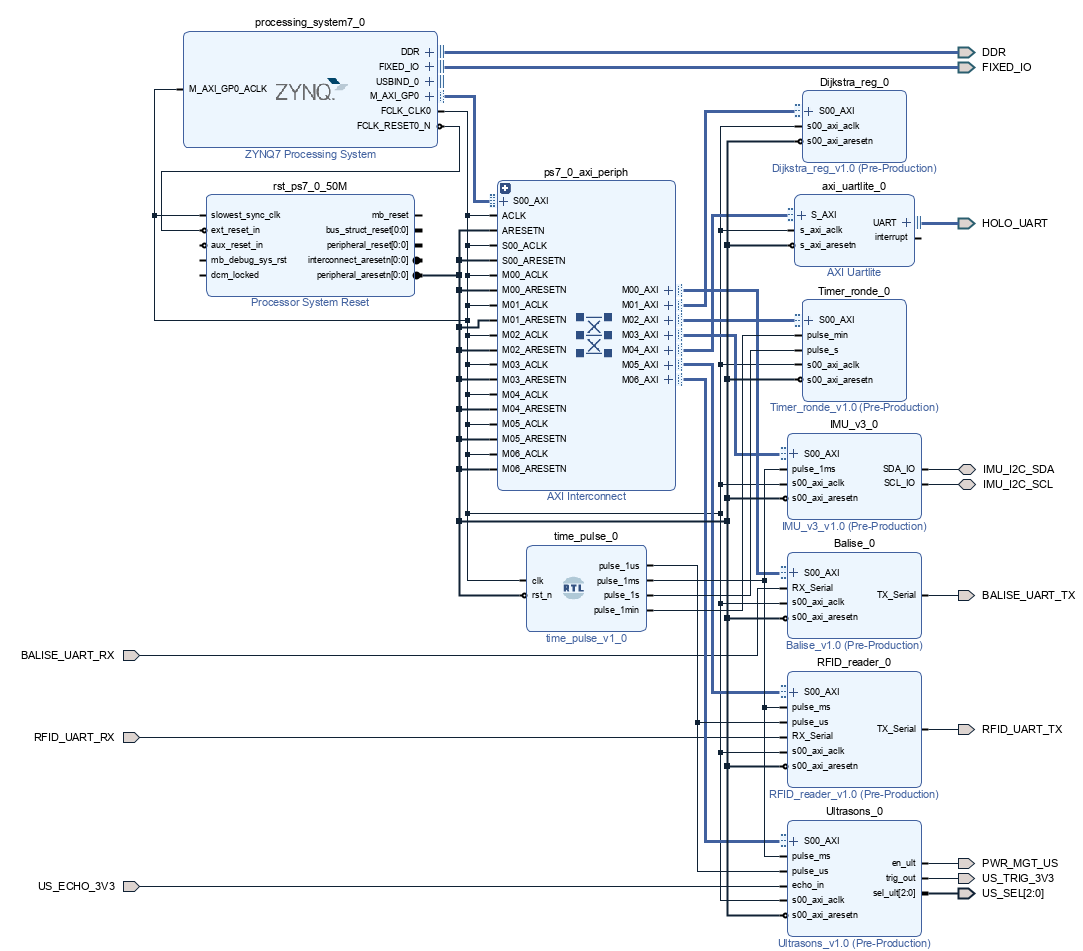 processing_system7_0
M_AXI_GP0_ACLK
ZYNQ.
DDR
FIXED_IO
USBIND_0
M_AXI_GP0
FCLK_CLK0
FCLK_RESET0_N
ZYNQ7 Processing System
DDR
FIXED_IO
rst_ps7_0_50M
slowest_sync_clk
ext_reset_in
aux_reset_in
mb_debug_sys_rst
dcm_locked
mb_reset
bus_struct_reset[0:0]
peripheral_reset[0:0]
interconnect_aresetn[0:0]
peripheral_aresetn[0:0]
Processor System Reset
ps7_0_axi_periph
S00_AXI
ACLK
ARESETN
S00_ACLK
S00_ARESETN
M00_ACLK
M00_ARESETN
M01_ACLK
M01_ARESETN
M02_ACLK
M02_ARESETN
M03_ACLK
M03_ARESETN
M04_ACLK
M04_ARESETN
M05_ACLK
M05_ARESETN
M06_ACLK
M06_ARESETN
M00_AXI
M01_AXI
M02_AXI
M03_AXI
M04_AXI
M05_AXI
M06_AXI
AXI Interconnect
time_pulse_0
clk
rst_n
RTL
pulse_1us
pulse_1ms
pulse_1s
pulse_1min
time_pulse_v1_0
Dijkstra_reg_0
S00_AXI
s00_axi_aclk
s00_axi_aresetn
Dijkstra_reg_v1.0 (Pre-Production)
axi_uartlite_0
S_AXI
s_axi_aclk
s_axi_aresetn
UART
interrupt
AXI Uartlite
HOLO_UART
Timer_ronde_0
S00_AXI
pulse_min
pulse_s
s00_axi_aclk
s00_axi_aresetn
Timer_ronde_v1.0 (Pre-Production)
IMU_v3_0
S00_AXI
pulse_1ms
s00_axi_aclk
s00_axi_aresetn
SDA_IO
SCL_IO
IMU_v3_v1.0 (Pre-Production)
IMU_I2C_SDA
IMU_I2C_SCL
Balise_0
S00_AXI
RX_Serial
s00_axi_aclk
s00_axi_aresetn
TX_Serial
Balise_v1.0 (Pre-Production)
BALISE_UART_TX
BALISE_UART_RX
RFID_reader_0
S00_AXI
pulse_ms
pulse_us
RX_Serial
s00_axi_aclk
s00_axi_aresetn
TX_Serial
RFID_reader_v1.0 (Pre-Production)
RFID_UART_TX
RFID_UART_RX
Ultrasons_0
S00_AXI
pulse_ms
pulse_us
echo_in
s00_axi_aclk
s00_axi_aresetn
en_ult
trig_out
sel_ult[2:0]
Ultrasons_v1.0 (Pre-Production)
PWR_MGT_US
US_TRIG_3V3
US_SEL[2:0]
US_ECHO_3V3